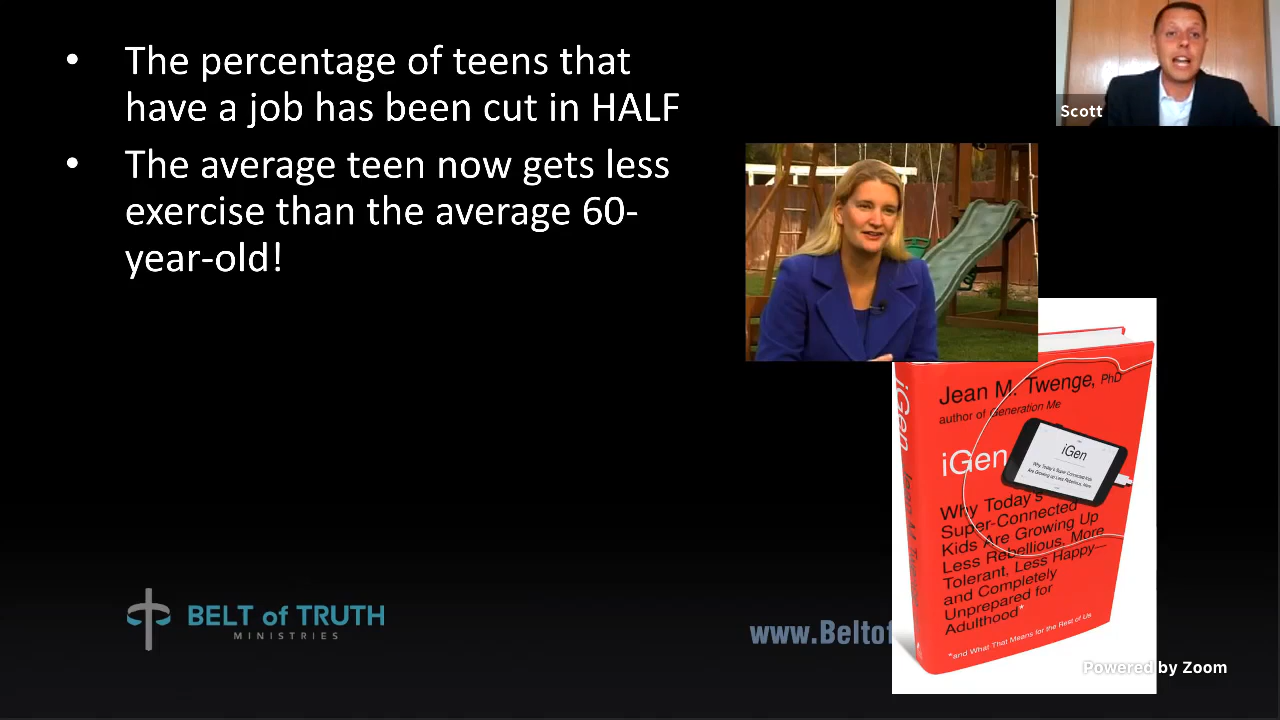 • The percentage of teens that
have a job has been cut in HALF
• The average teen now gets less
exercise than the average 60-
year-old!
Scott
Jean M. Twenge, PhD
author of Generation Me
iGen
iGen
iGen
Why Today's
Super-Connected
Kids Are Growing Up
Less Rebellious, More
Tolerant, Less Happy—
and Completely
Unprepared for
Adulthood*
*and What That Means for the Rest of Us
BELT of TRUTH
MINISTRIES
www.Beltof
Powered by Zoom